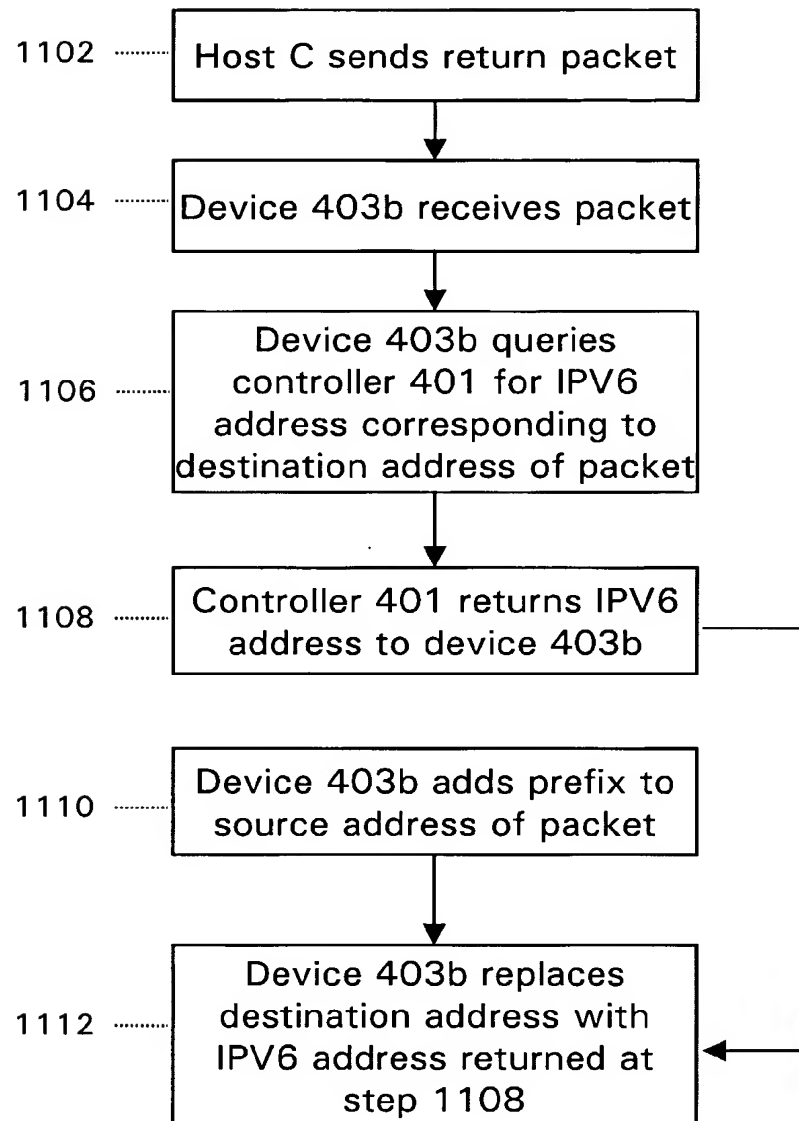 1102
Host C sends return packet
1104
Device 403b receives packet
1106
Device 403b queries
controller 401 for IPV6
address corresponding to
destination address of packet
1108
Controller 401 returns IPV6
address to device 403b
1110
Device 403b adds prefix to
source address of packet
1112
Device 403b replaces
destination address with
IPV6 address returned at
step 1108